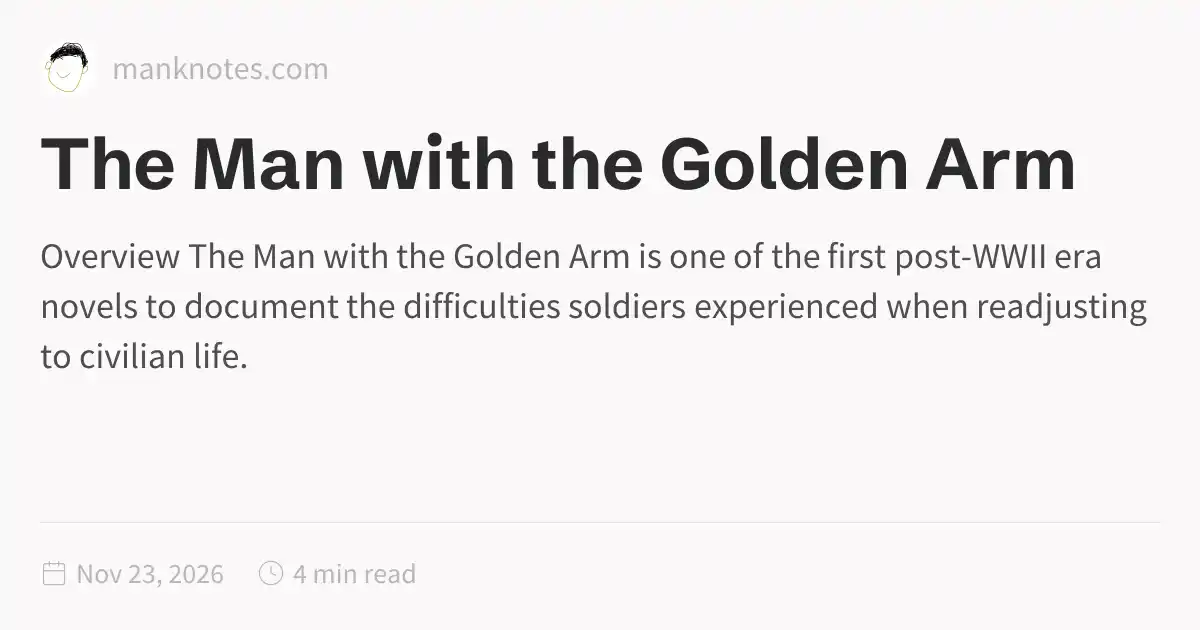 manknotes.com
The Man with the Golden Arm
Overview The Man with the Golden Arm is one of the first post-WWII era
novels to document the difficulties soldiers experienced when readjusting
to civilian life.
Nov 23, 2026 4 min read